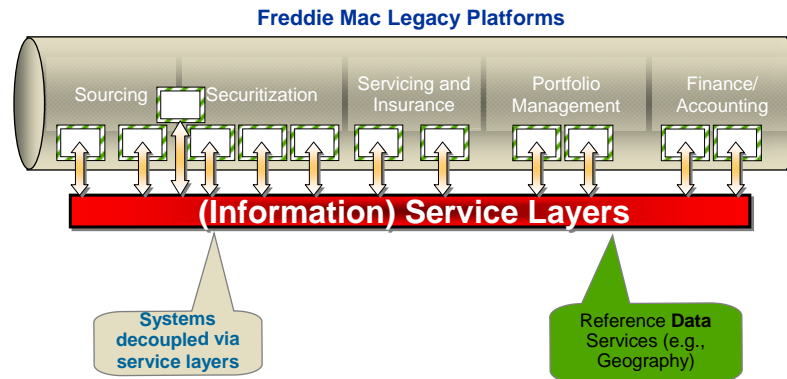 Freddie Mac Legacy Platforms
Sourcing
Securitization
Servicing and
Insurance
Portfolio
Management
Finance/
Accounting
(Information) Service Layers
Systems
decoupled via
service layers
Reference Data
Services (e.g.,
Geography)